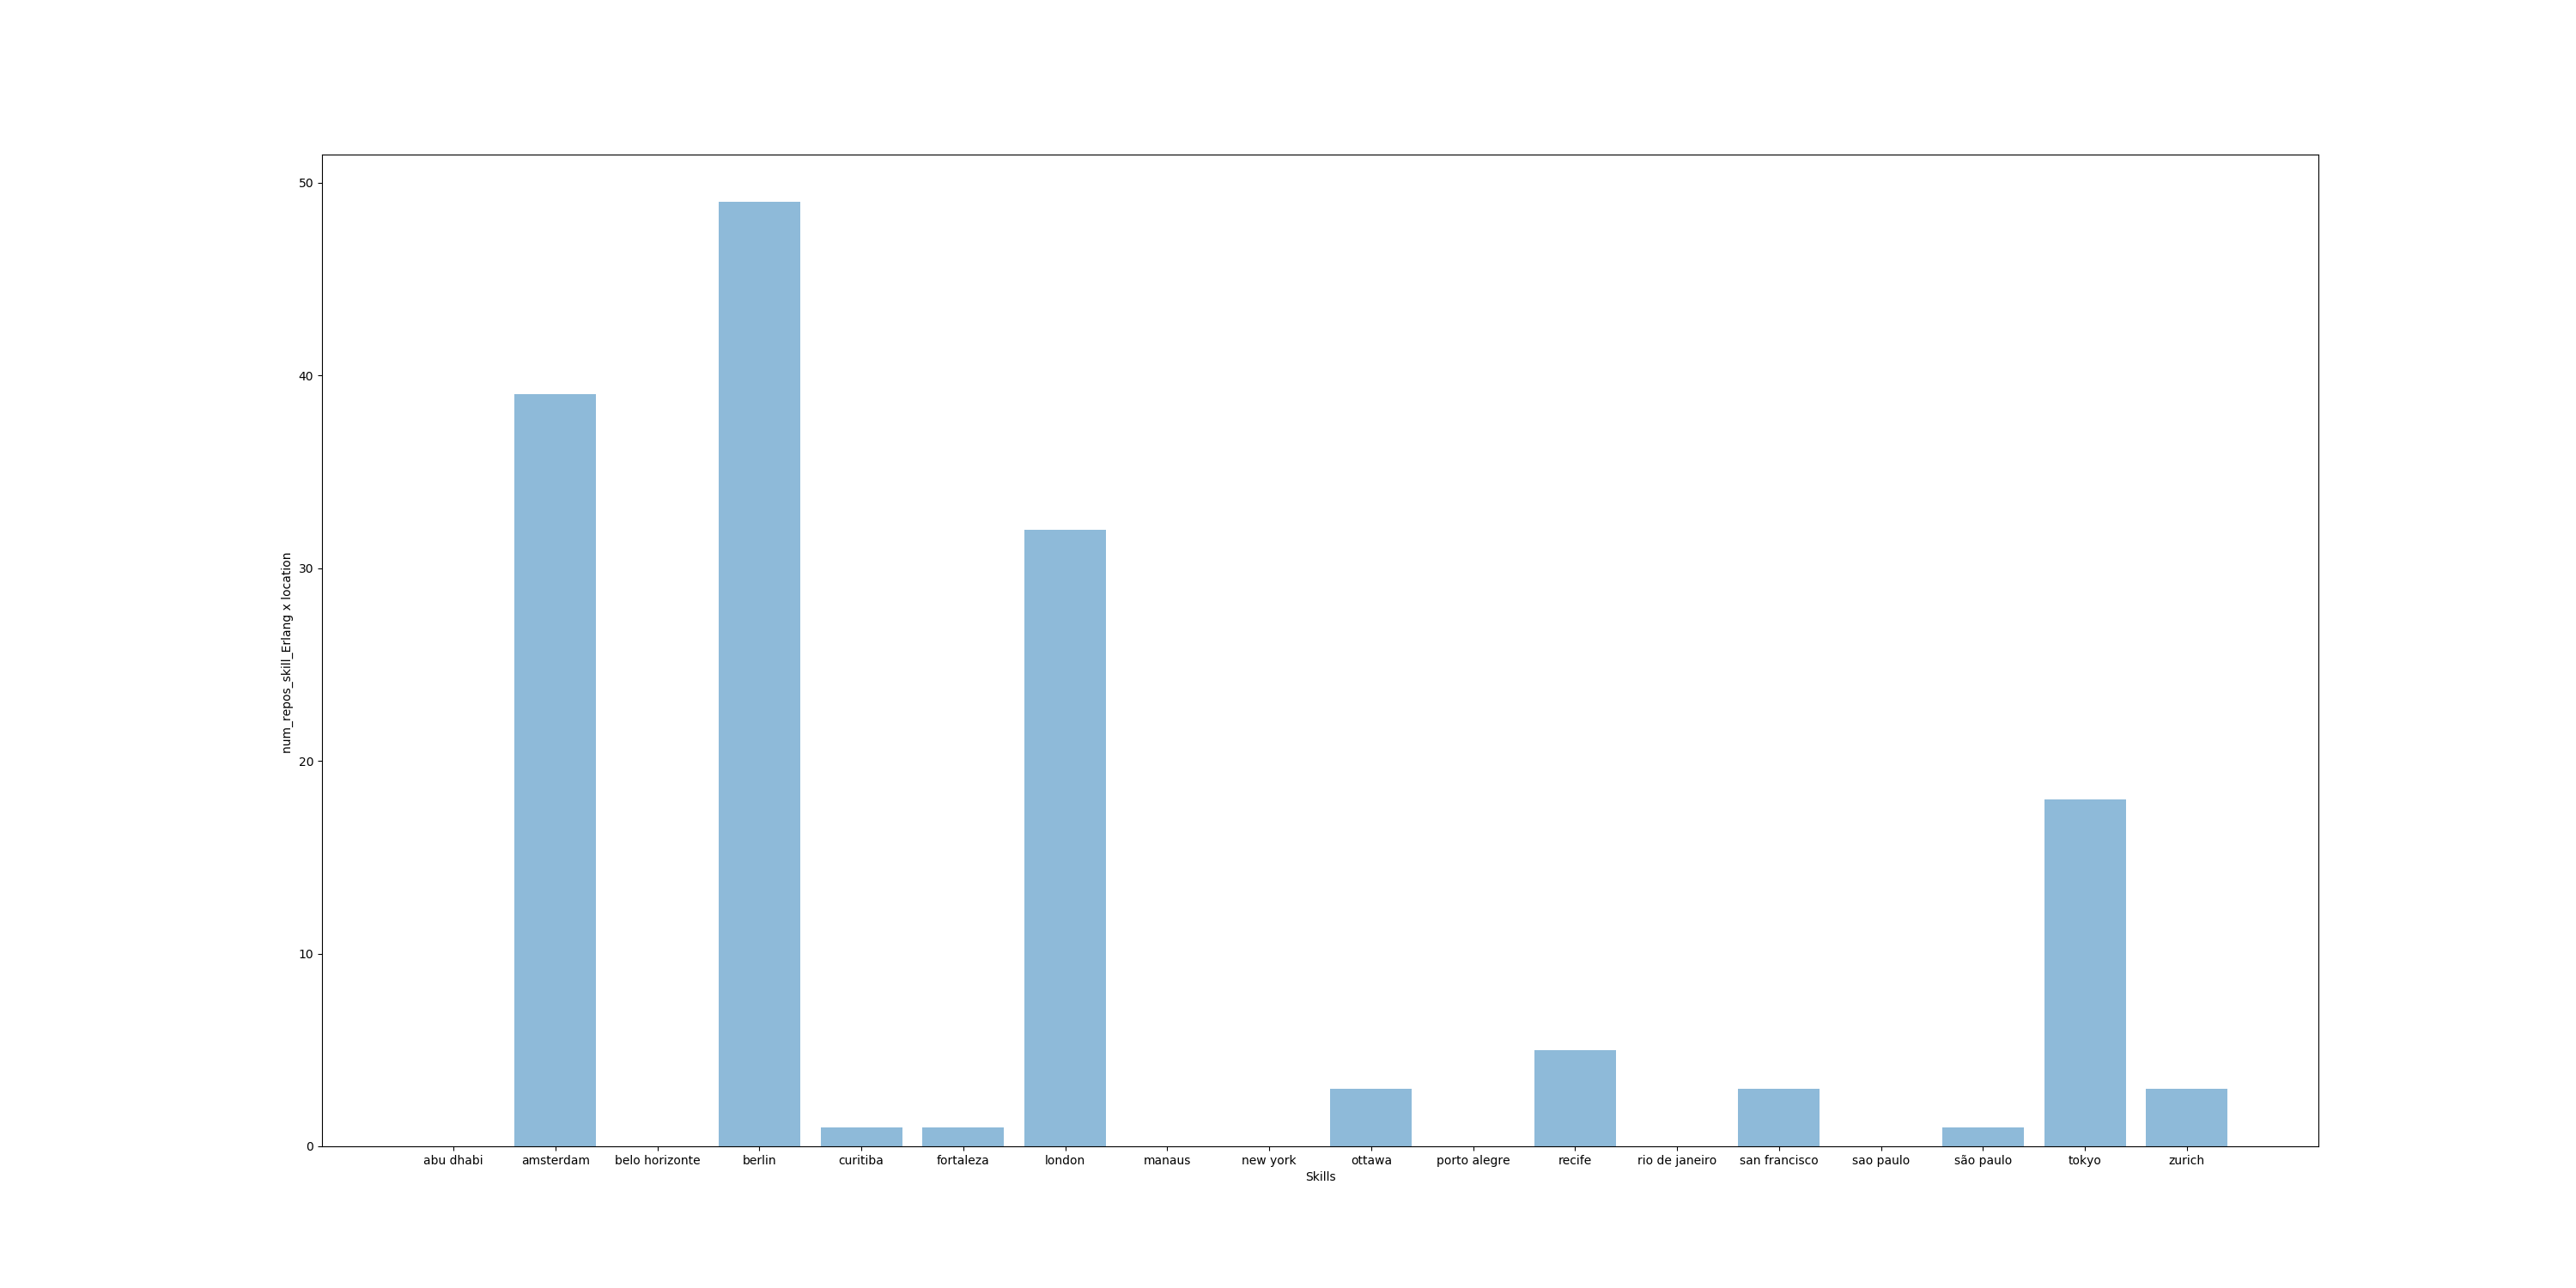 50
40
30
20
10
0
num_repos_skill_Erlang x location
abu dhabi amsterdam belo horizonte berlin curitiba fortaleza london manaus new york ottawa porto alegre recife rio de janeiro san francisco sao paulo são paulo tokyo zurich
Skills